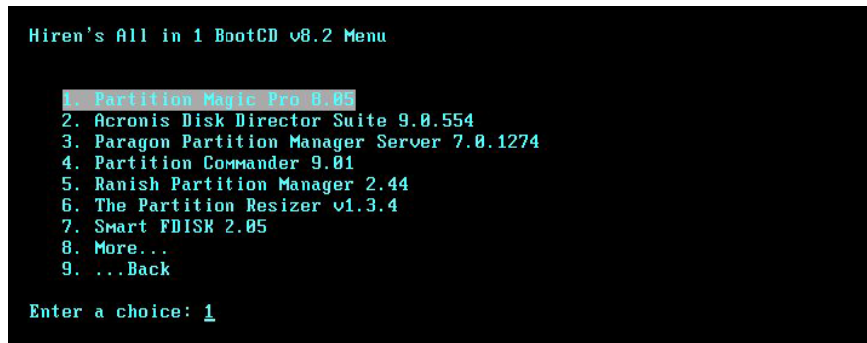 Hiren's All in 1 BootCD v8.2 Menu
1. Partition Magic Pro 8.05
2. Acronis Disk Director Suite 9.0.554
3. Paragon Partition Manager Server 7.0.1274
4. Partition Commander 9.01
5. Ranish Partition Manager 2.44
6. The Partition Resizer v1.3.4
7. Smart FDISK 2.05
8. More...
9. ...Back
Enter a choice: 1